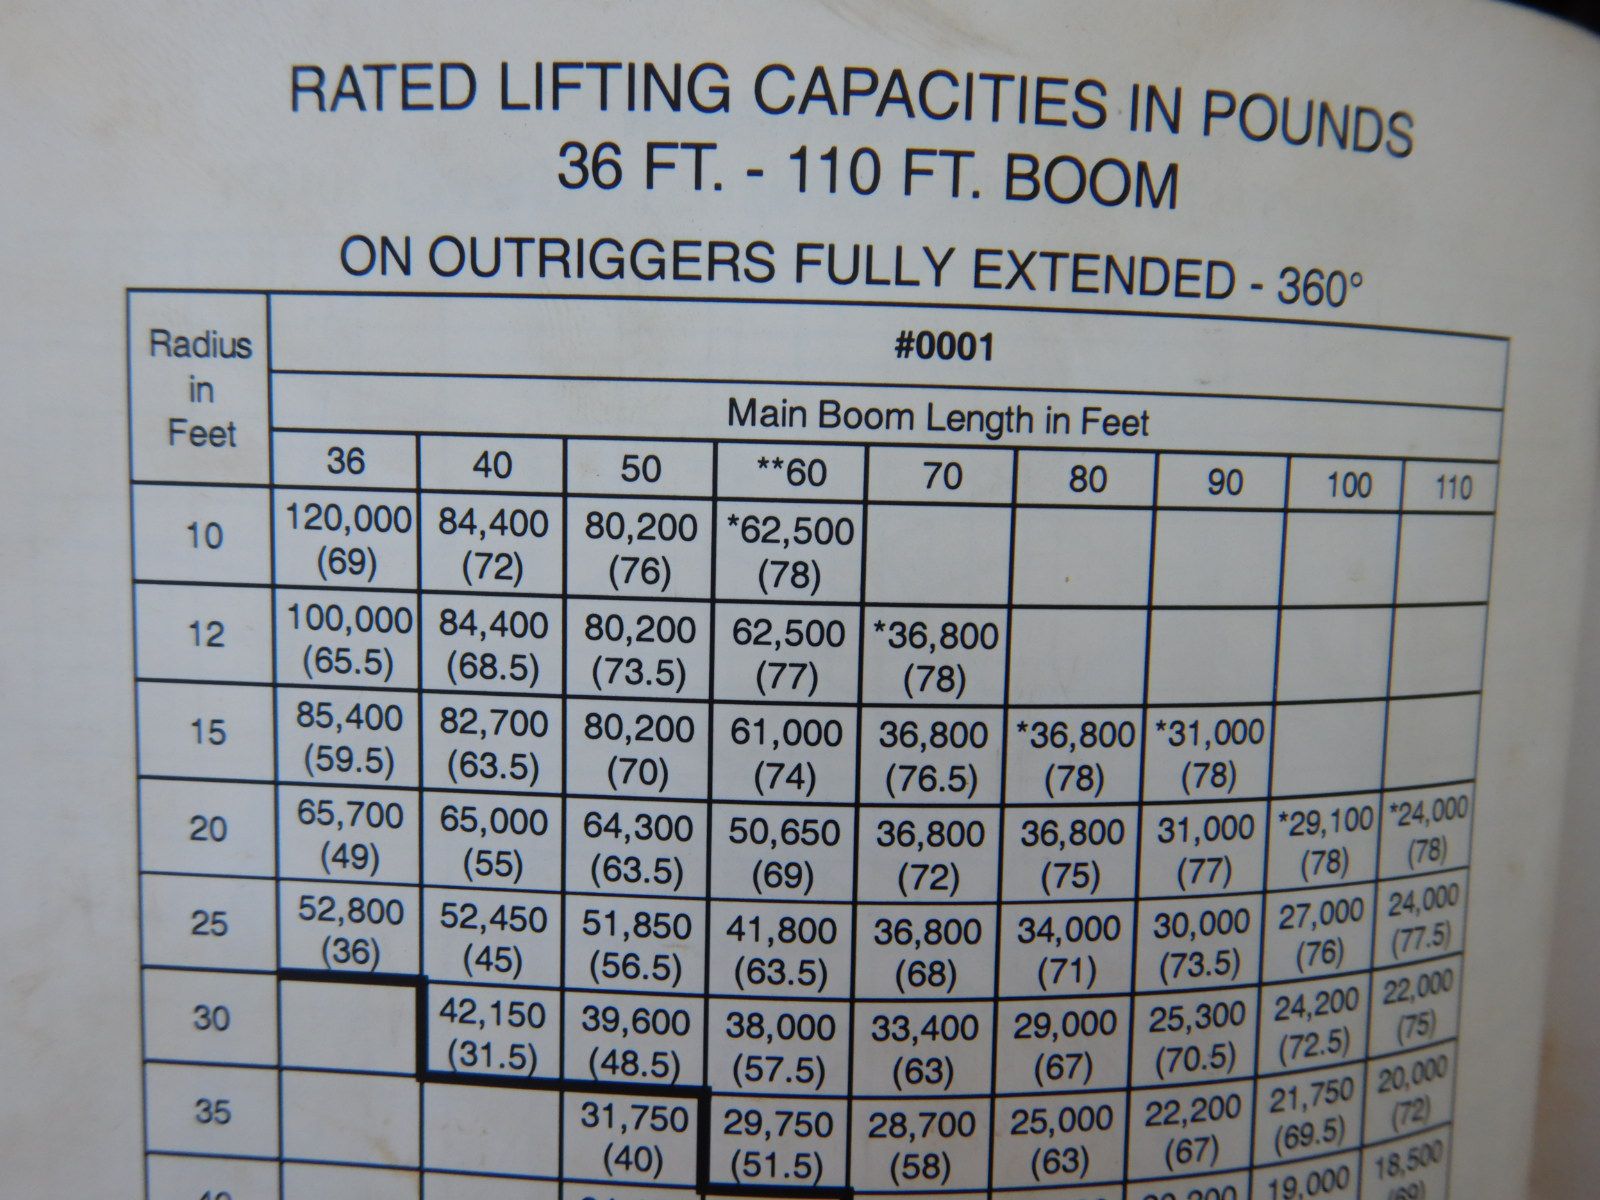 RATED LIFTING CAPACITIES IN POUNDS
36 FT. - 110 FT. BOOM
ON OUTRIGGERS FULLY EXTENDED - 360°
Radius
in
Feet
#0001
Main Boom Length in Feet
36 40 50 **60 70 80 90 100 110
10 120,000 84,400 80,200 *62,500
(69) (72) (76) (78)
12 100,000 84,400 80,200 62,500 *36,800
(65.5) (68.5) (73.5) (77) (78)
15 85,400 82,700 80,200 61,000 36,800 *36,800 *31,000
(59.5) (63.5) (70) (74) (76.5) (78) (78)
20 65,700 65,000 64,300 50,650 36,800 36,800 31,000 *29,100 *24,000
(49) (55) (63.5) (69) (72) (75) (77) (78) (78)
25 52,800 52,450 51,850 41,800 36,800 34,000 30,000 27,000 24,000
(36) (45) (56.5) (63.5) (68) (71) (73.5) (76) (77.5)
30 42,150 39,600 38,000 33,400 29,000 25,300 24,200 22,000
(31.5) (48.5) (57.5) (63) (67) (70.5) (72.5) (75)
35 31,750 29,750 28,700 25,000 22,200 21,750 20,000
(40) (51.5) (58) (63) (67) (69.5) (72)
19,000 18,500